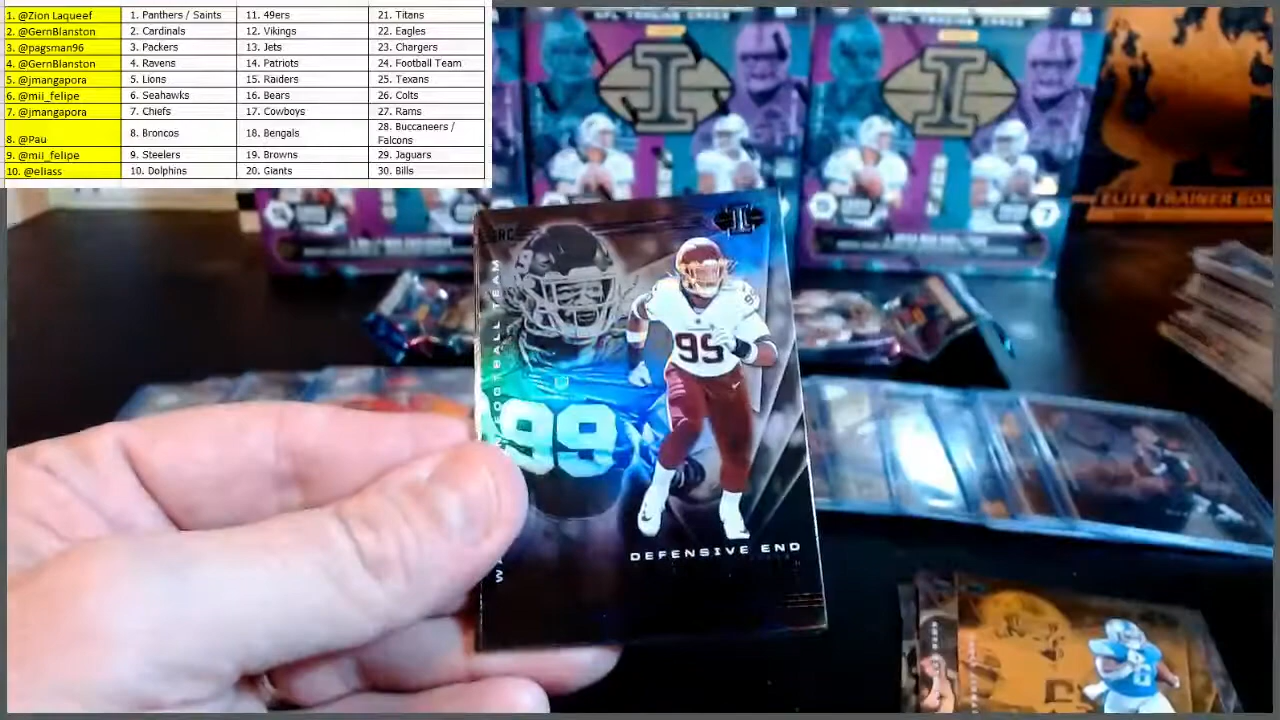 1. @Zion Laqueef 1. Panthers / Saints 11. 49ers 21. Titans
2. @GernBlanston 2. Cardinals 12. Vikings 22. Eagles
3. @pagsman96 3. Packers 13. Jets 23. Chargers
4. @GernBlanston 4. Ravens 14. Patriots 24. Football Team
5. @jmangapora 5. Lions 15. Raiders 25. Texans
6. @mii_felipe 6. Seahawks 16. Bears 26. Colts
7. @jmangapora 7. Chiefs 17. Cowboys 27. Rams
8. @Pau 8. Broncos 18. Bengals 28. Buccaneers /
Falcons
9. @mii_felipe 9. Steelers 19. Browns 29. Jaguars
10. @eliass 10. Dolphins 20. Giants 30. Bills
NFL TRADING CARDS
I
I
ELITE TRAINER BOX
RC
I
FOOTBALL TEAM
99
99
DEFENSIVE END